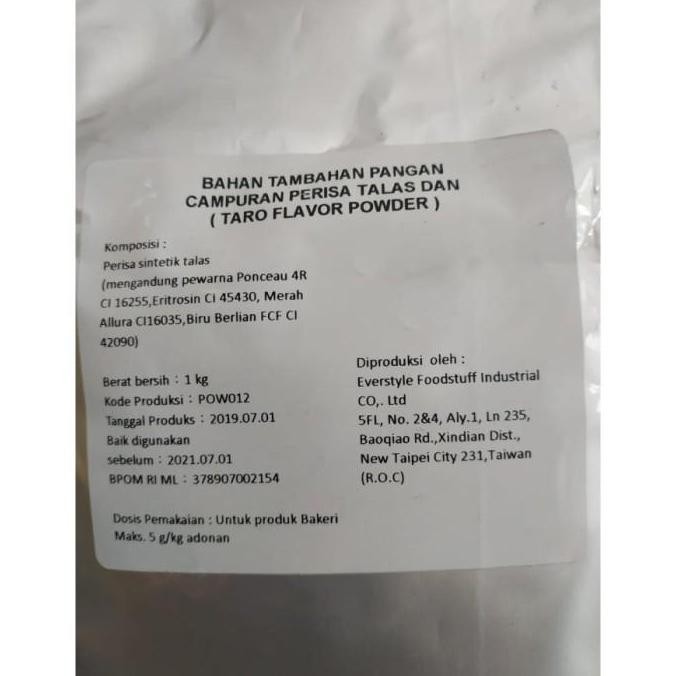 BAHAN TAMBAHAN PANGAN
CAMPURAN PERISA TALAS DAN
( TARO FLAVOR POWDER )
Komposisi :
Perisa sintetik talas
(mengandung pewarna Ponceau 4R
CI 16255,Eritrosin CI 45430, Merah
Allura CI16035,Biru Berlian FCF CI
42090)
Berat bersih : 1 kg
Kode Produksi : POW012
Tanggal Produks : 2019.07.01
Baik digunakan
sebelum : 2021.07.01
BPOM RI ML : 378907002154
Diproduksi oleh :
Everstyle Foodstuff Industrial
CO,. Ltd
5FL, No. 2&4, Aly.1, Ln 235,
Baoqiao Rd.,Xindian Dist.,
New Taipei City 231,Taiwan
(R.O.C)
Dosis Pemakaian : Untuk produk Bakeri
Maks. 5 g/kg adonan